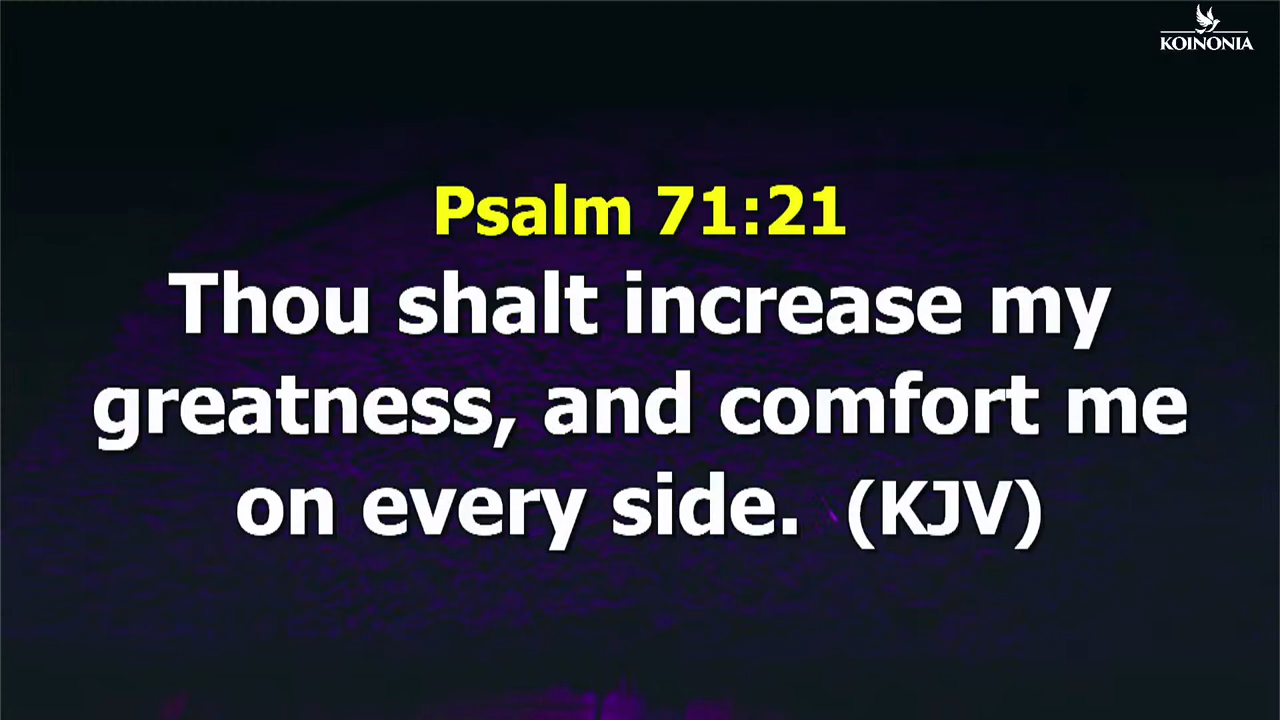 KOINONIA
Psalm 71:21
Thou shalt increase my
greatness, and comfort me
on every side. (KJV)